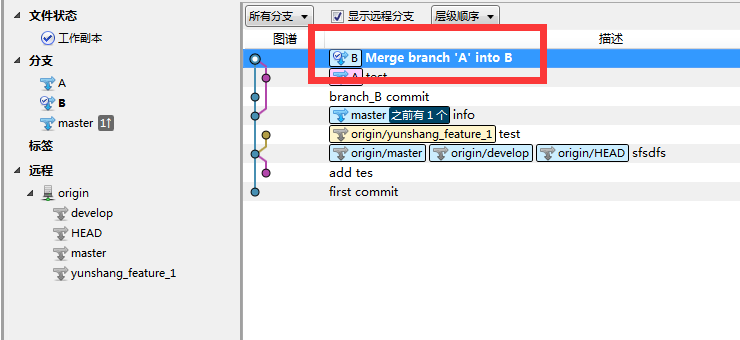 文件状态
工作副本
分支
A
B
master 1↑
标签
远程
origin
develop
HEAD
master
yunshang_feature_1
所有分支 显示远程分支 层级顺序
图谱 描述
B Merge branch 'A' into B
A test
branch_B commit
master 之前有 1 个 info
origin/yunshang_feature_1 test
origin/master origin/develop origin/HEAD sfsdfs
add tes
first commit